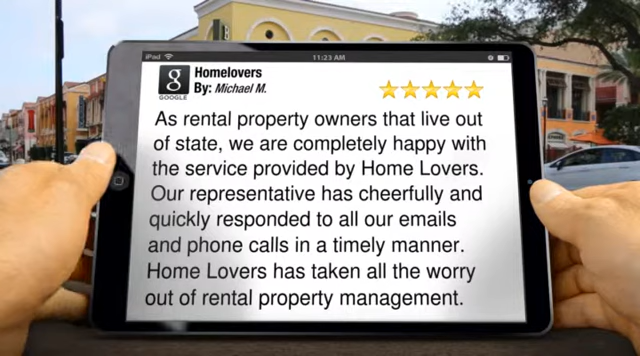 iPad
11:23 AM
g
GOOGLE
Homelovers
By: Michael M.
As rental property owners that live out
of state, we are completely happy with
the service provided by Home Lovers.
Our representative has cheerfully and
quickly responded to all our emails
and phone calls in a timely manner.
Home Lovers has taken all the worry
out of rental property management.